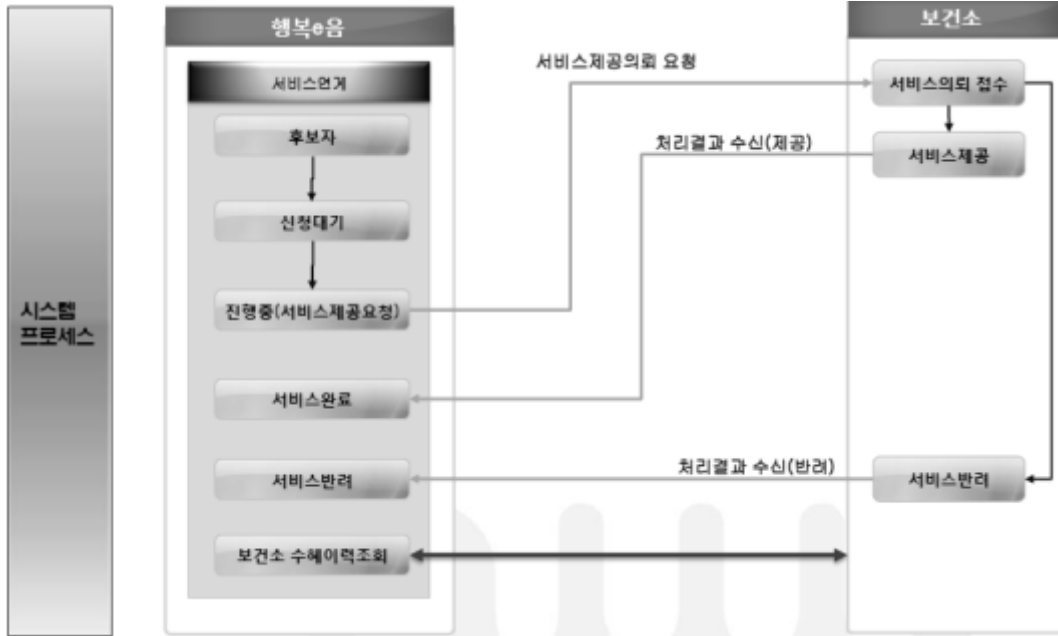 행복e음
보건소
서비스연계
서비스제공의뢰 요청
서비스의뢰 접수
후보자
처리결과 수신(제공)
서비스제공
신청대기
시스템
프로세스
진행중(서비스제공요청)
서비스완료
처리결과 수신(반려)
서비스반려
서비스반려
보건소 수혜이력조회